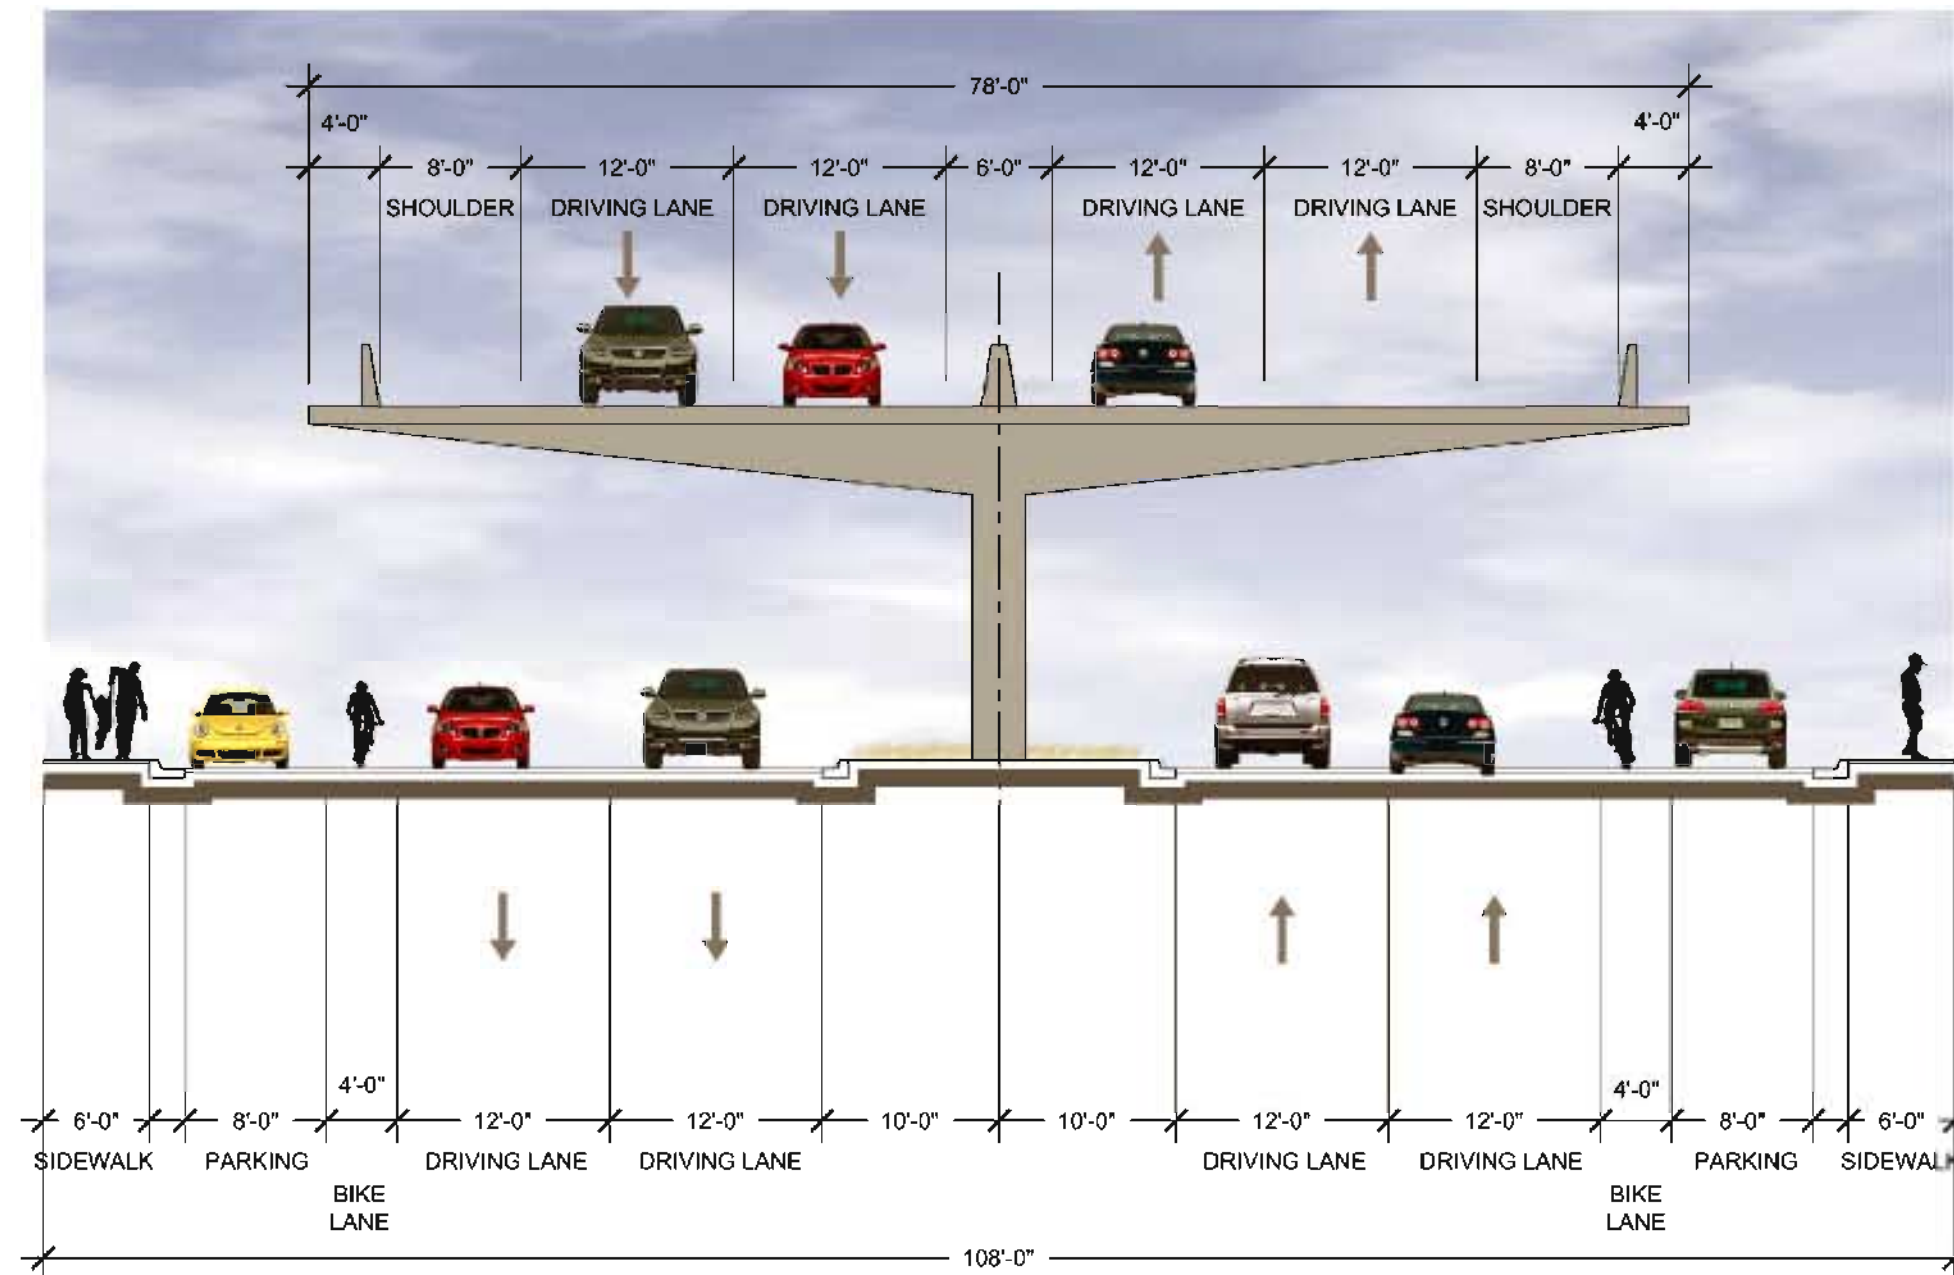 78'-0"
4'-0" 4'-0"
8'-0" 12'-0" 12'-0" 6'-0" 12'-0" 12'-0" 8'-0"
SHOULDER DRIVING LANE DRIVING LANE DRIVING LANE DRIVING LANE SHOULDER
4'-0" 4'-0"
6'-0" 8'-0" 12'-0" 12'-0" 10'-0" 10'-0" 12'-0" 12'-0" 8'-0" 6'-0"
SIDEWALK PARKING DRIVING LANE DRIVING LANE DRIVING LANE DRIVING LANE PARKING SIDEWALK
BIKE BIKE
LANE LANE
108'-0"